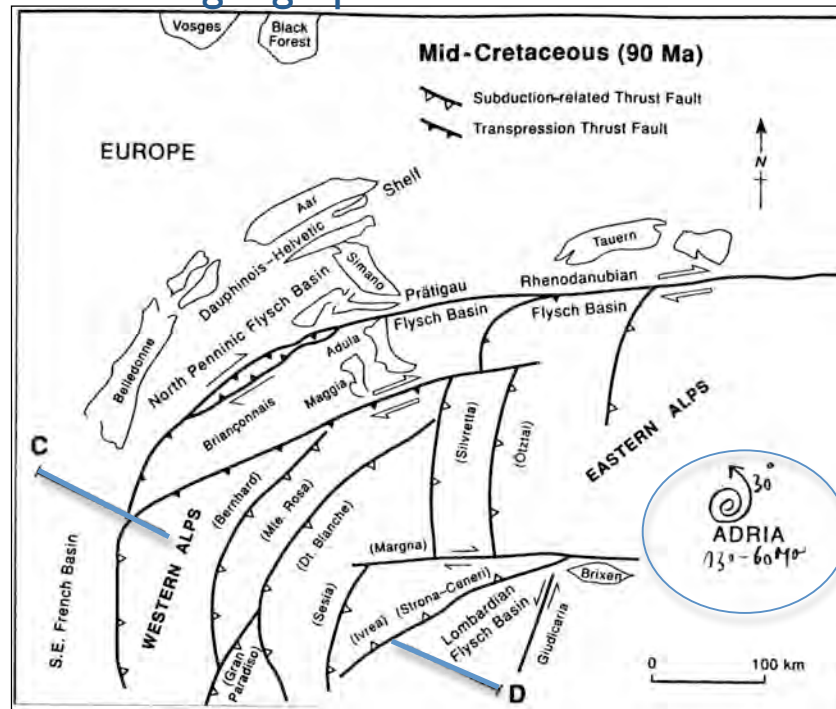 Vosges
Black
Forest
Mid-Cretaceous (90 Ma)
Subduction-related Thrust Fault
Transpression Thrust Fault
EUROPE
N
Aar
Shelf
Dauphinois-Helvetic
Simano
Tauern
Belledonne
North Penninic Flysch Basin
Prätigau
Flysch Basin
Rhenodanubian
Flysch Basin
Adula
Maggia
Briançonnais
C
(Silvretta)
(Ötztal)
EASTERN ALPS
30°
ADRIA
130-60 Ma
(Bernhard)
(Mte. Rosa)
(Dt. Blanche)
WESTERN ALPS
S.E. French Basin
(Margna)
(Sesia)
(Ivrea)
(Strona-Ceneri)
Brixen
Lombardian
Flysch Basin
Giudicaria
(Gran
Paradiso)
D
0 100 km